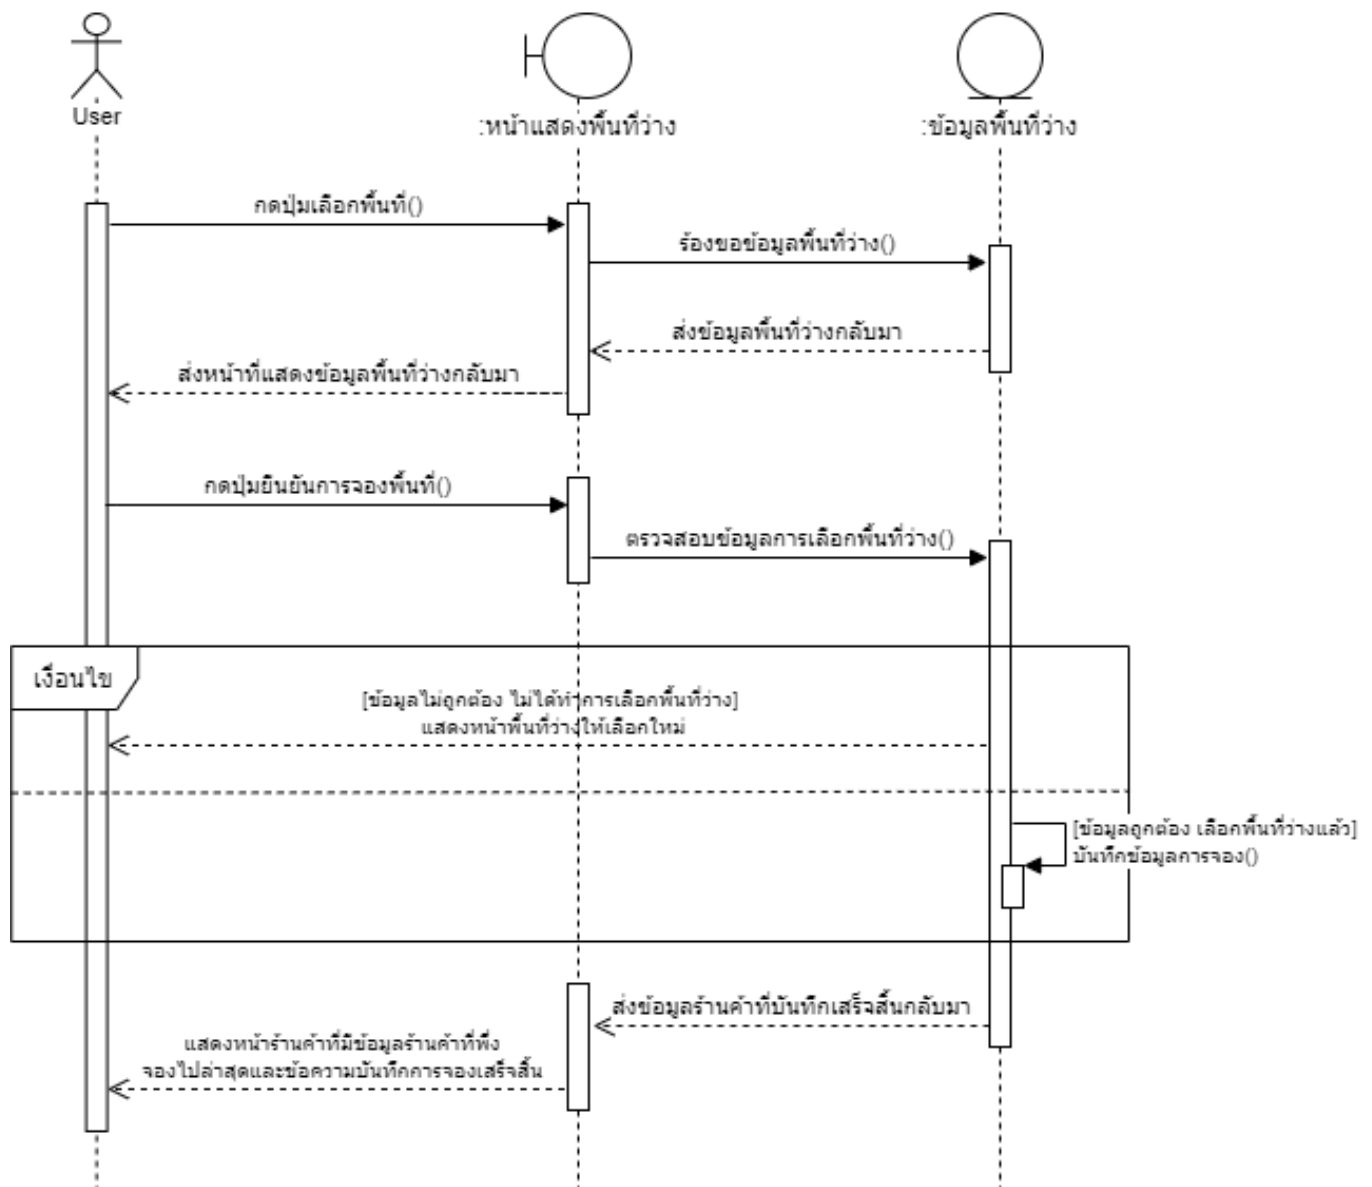 User
:หน้าแสดงพื้นที่ว่าง
:ข้อมูลพื้นที่ว่าง
กดปุ่มเลือกพื้นที่()
ร้องขอข้อมูลพื้นที่ว่าง()
ส่งข้อมูลพื้นที่ว่างกลับมา
ส่งหน้าที่แสดงข้อมูลพื้นที่ว่างกลับมา
กดปุ่มยืนยันการจองพื้นที่()
ตรวจสอบข้อมูลการเลือกพื้นที่ว่าง()
เงื่อนไข
[ข้อมูลไม่ถูกต้อง ไม่ได้ทำการเลือกพื้นที่ว่าง]
แสดงหน้าพื้นที่ว่างให้เลือกใหม่
[ข้อมูลถูกต้อง เลือกพื้นที่ว่างแล้ว]
บันทึกข้อมูลการจอง()
ส่งข้อมูลร้านค้าที่บันทึกเสร็จสิ้นกลับมา
แสดงหน้าร้านค้าที่มีข้อมูลร้านค้าที่พึ่ง
จองไปล่าสุดและข้อความบันทึกการจองเสร็จสิ้น